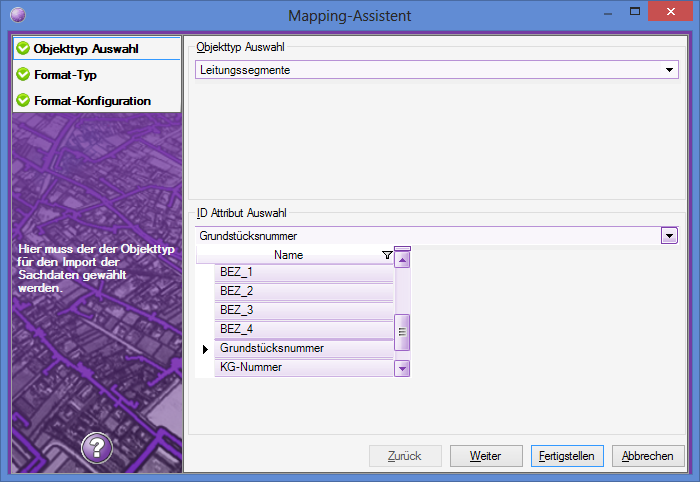 Mapping-Assistent
Objekttyp Auswahl
Format-Typ
Format-Konfiguration
Hier muss der der Objekttyp
für den Import der
Sachdaten gewählt
werden.
?
Objekttyp Auswahl
Leitungssegmente
ID Attribut Auswahl
Grundstücksnummer
Name
BEZ_1
BEZ_2
BEZ_3
BEZ_4
Grundstücksnummer
KG-Nummer
Zurück Weiter Fertigstellen Abbrechen